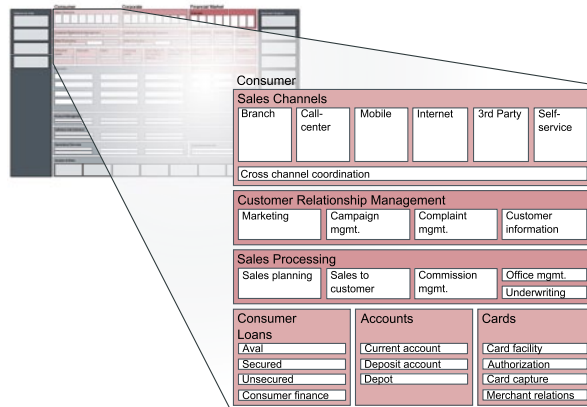 Consumer
Corporate
Financial Market
Consumer
Sales Channels
Branch
Call-
center
Mobile
Internet
3rd Party
Self-
service
Cross channel coordination
Customer Relationship Management
Marketing
Campaign
mgmt.
Complaint
mgmt.
Customer
information
Sales Processing
Sales planning
Sales to
customer
Commission
mgmt.
Office mgmt.
Underwriting
Consumer
Loans
Aval
Secured
Unsecured
Consumer finance
Accounts
Current account
Deposit account
Depot
Cards
Card facility
Authorization
Card capture
Merchant relations